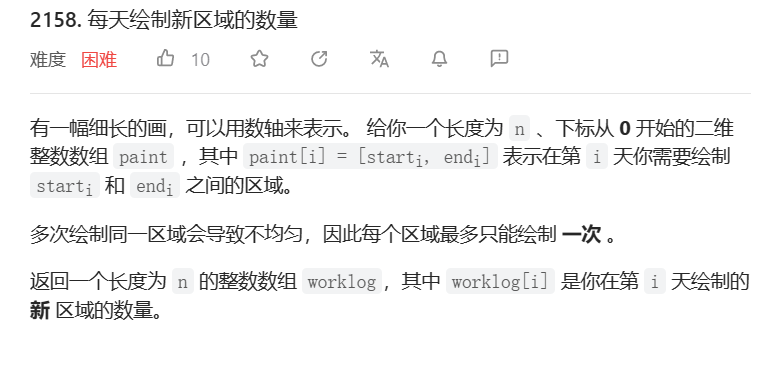 2158. 每天绘制新区域的数量
难度 困难 10
有一幅细长的画，可以用数轴来表示。 给你一个长度为 n 、下标从 0 开始的二维
整数数组 paint ，其中 paint[i] = [starti, endi] 表示在第 i 天你需要绘制
starti 和 endi 之间的区域。
多次绘制同一区域会导致不均匀，因此每个区域最多只能绘制 一次 。
返回一个长度为 n 的整数数组 worklog，其中 worklog[i] 是你在第 i 天绘制的
新 区域的数量。